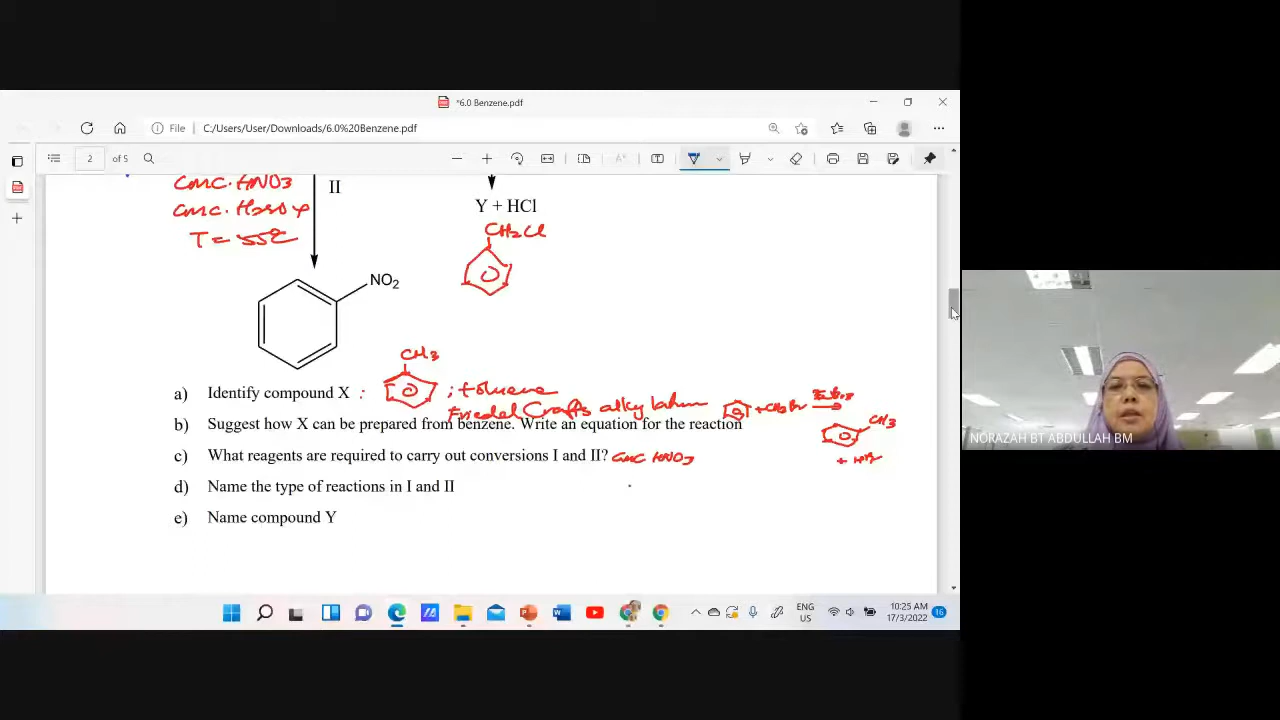 *6.0 Benzene.pdf
File C:/Users/User/Downloads/6.0%20Benzene.pdf
2 of 5
conc. HNO3
II
conc. H2SO4
T = 55°C
Y + HCl
CH2Cl
NO2
CH3
a) Identify compound X : ; toluene
Friedel Crafts alkylation
+ CH3Br
CH3
b) Suggest how X can be prepared from benzene. Write an equation for the reaction
c) What reagents are required to carry out conversions I and II? conc HNO3
+ HBr
d) Name the type of reactions in I and II
e) Name compound Y
NORAZAH BT ABDULLAH BM
ENG
US
10:25 AM
17/3/2022
16